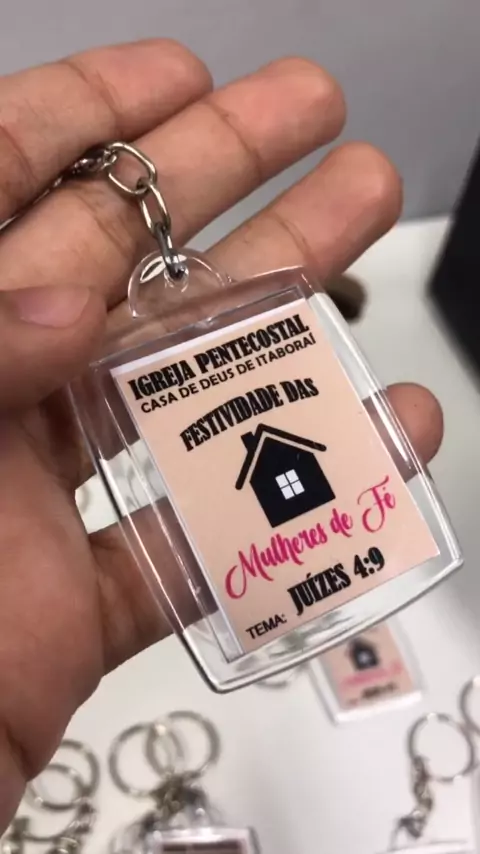 IGREJA PENTECOSTAL
CASA DE DEUS DE ITABORAÍ
FESTIVIDADE DAS
Mulheres de Fé
TEMA: JUÍZES 4:9